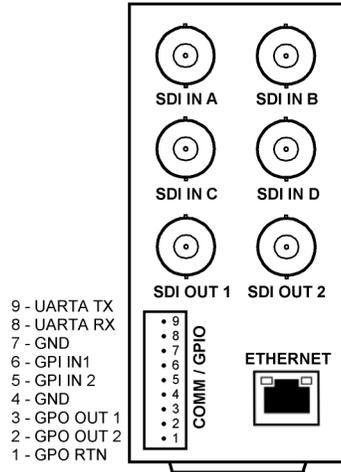 SDI IN A SDI IN B
SDI IN C SDI IN D
SDI OUT 1 SDI OUT 2
9 - UARTA TX
8 - UARTA RX
7 - GND
6 - GPI IN1
5 - GPI IN 2
4 - GND
3 - GPO OUT 1
2 - GPO OUT 2
1 - GPO RTN
9
8
7
6
5
4
3
2
1
COMM / GPIO
ETHERNET